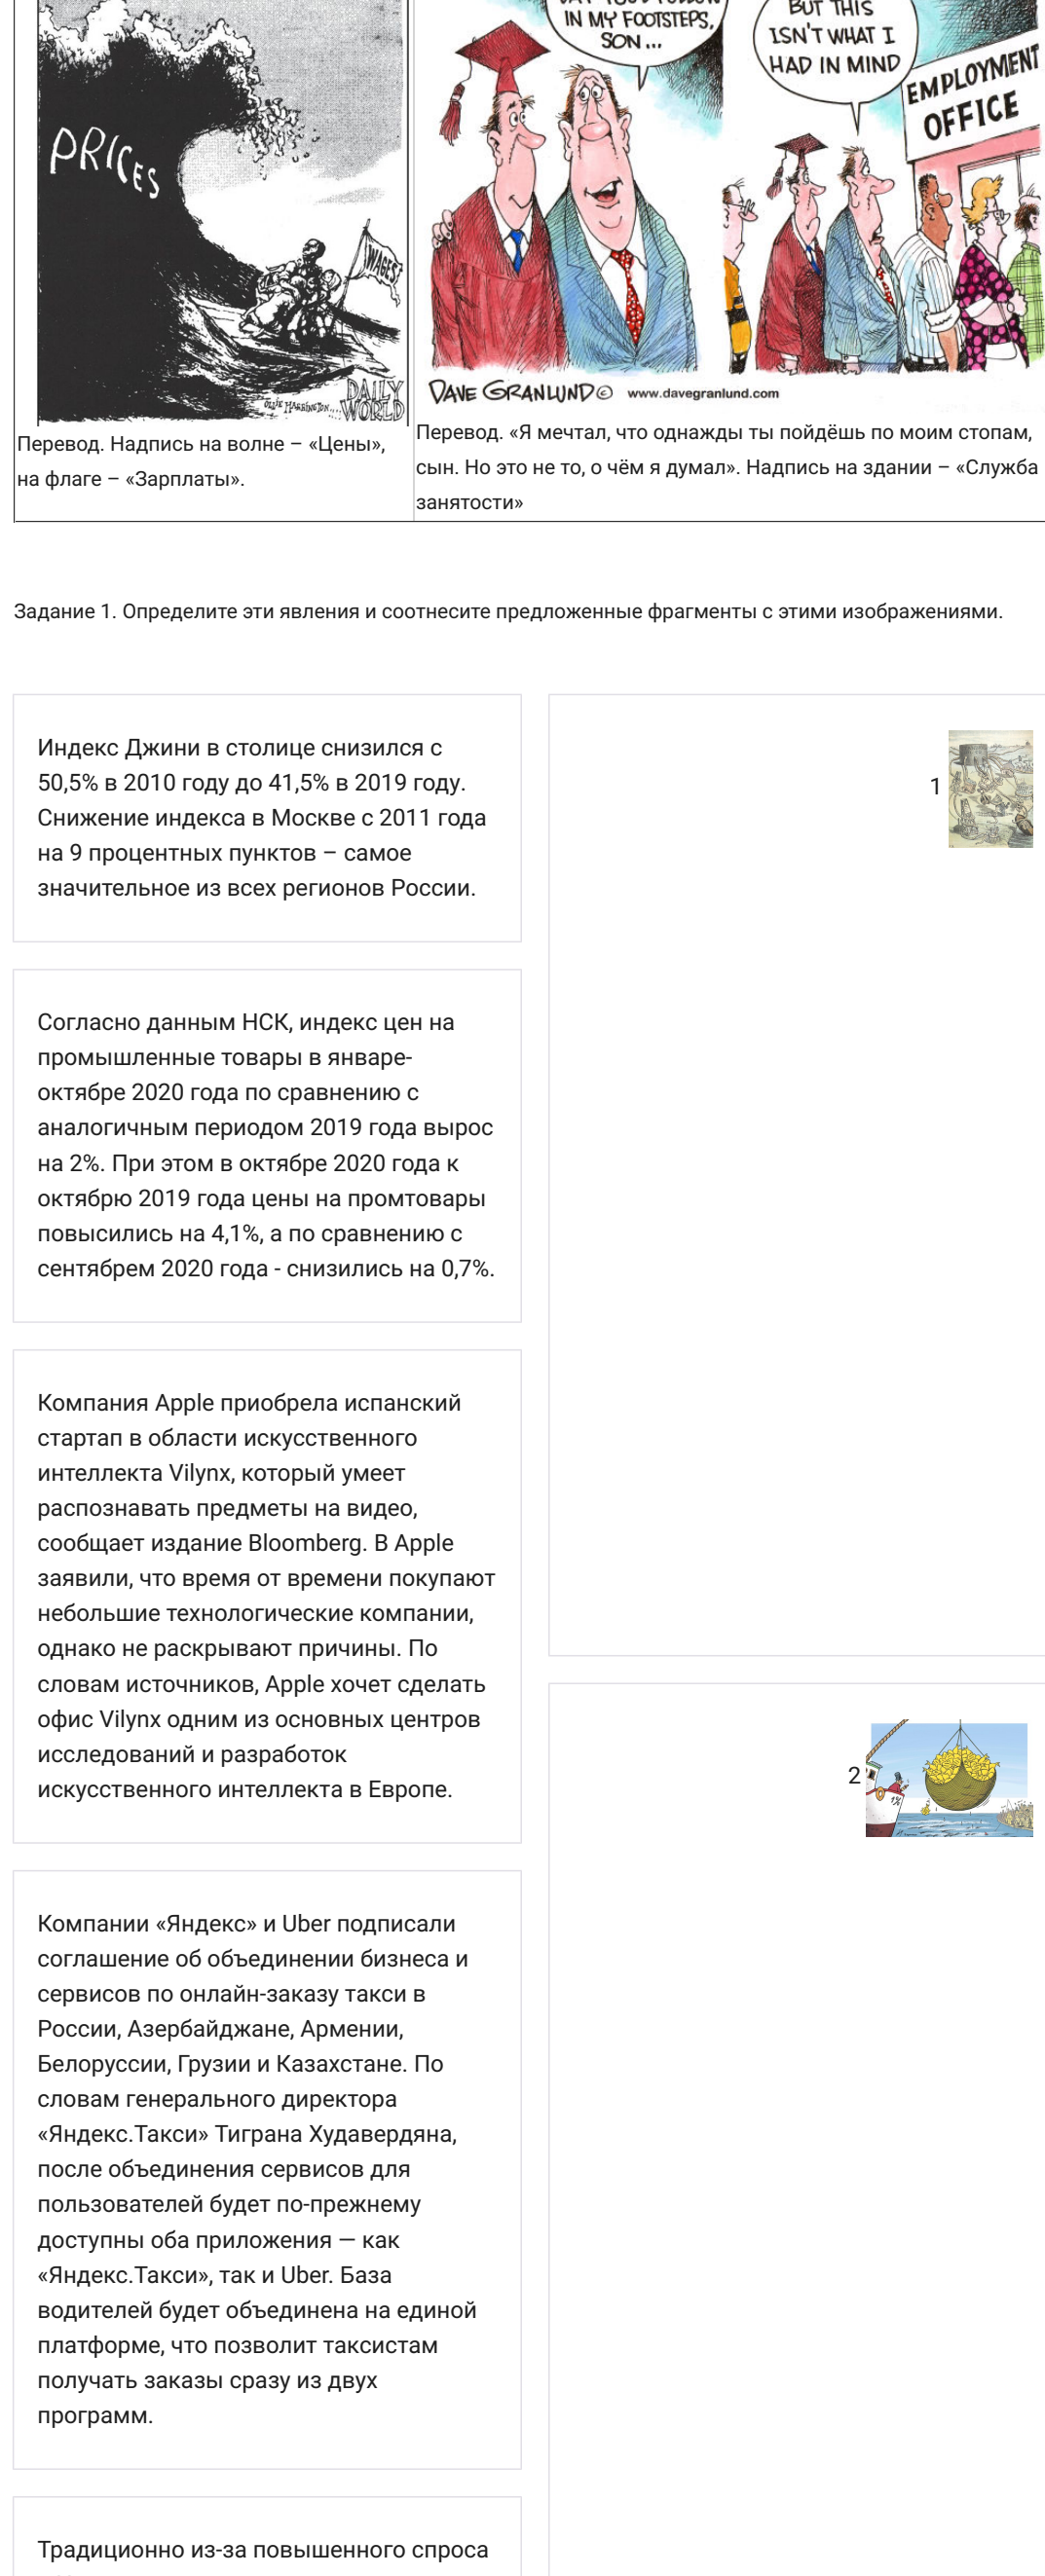 IN MY FOOTSTEPS,
SON...
BUT THIS
ISN'T WHAT I
HAD IN MIND
EMPLOYMENT
OFFICE
PRICES
WAGES
OLLIE HARRINGTON....
DAILY
WORLD
DAVE GRANLUND © www.davegranlund.com
Перевод. Надпись на волне – «Цены»,
на флаге – «Зарплаты».
Перевод. «Я мечтал, что однажды ты пойдёшь по моим стопам,
сын. Но это не то, о чём я думал». Надпись на здании – «Служба
занятости»
Задание 1. Определите эти явления и соотнесите предложенные фрагменты с этими изображениями.
Индекс Джини в столице снизился с
50,5% в 2010 году до 41,5% в 2019 году.
Снижение индекса в Москве с 2011 года
на 9 процентных пунктов – самое
значительное из всех регионов России.
Согласно данным НСК, индекс цен на
промышленные товары в январе-
октябре 2020 года по сравнению с
аналогичным периодом 2019 года вырос
на 2%. При этом в октябре 2020 года к
октябрю 2019 года цены на промтовары
повысились на 4,1%, а по сравнению с
сентябрем 2020 года - снизились на 0,7%.
Компания Apple приобрела испанский
стартап в области искусственного
интеллекта Vilynx, который умеет
распознавать предметы на видео,
сообщает издание Bloomberg. В Apple
заявили, что время от времени покупают
небольшие технологические компании,
однако не раскрывают причины. По
словам источников, Apple хочет сделать
офис Vilynx одним из основных центров
исследований и разработок
искусственного интеллекта в Европе.
Компании «Яндекс» и Uber подписали
соглашение об объединении бизнеса и
сервисов по онлайн-заказу такси в
России, Азербайджане, Армении,
Белоруссии, Грузии и Казахстане. По
словам генерального директора
«Яндекс.Такси» Тиграна Худавердяна,
после объединения сервисов для
пользователей будет по-прежнему
доступны оба приложения — как
«Яндекс.Такси», так и Uber. База
водителей будет объединена на единой
платформе, что позволит таксистам
получать заказы сразу из двух
программ.
Традиционно из-за повышенного спроса
1
2
1%